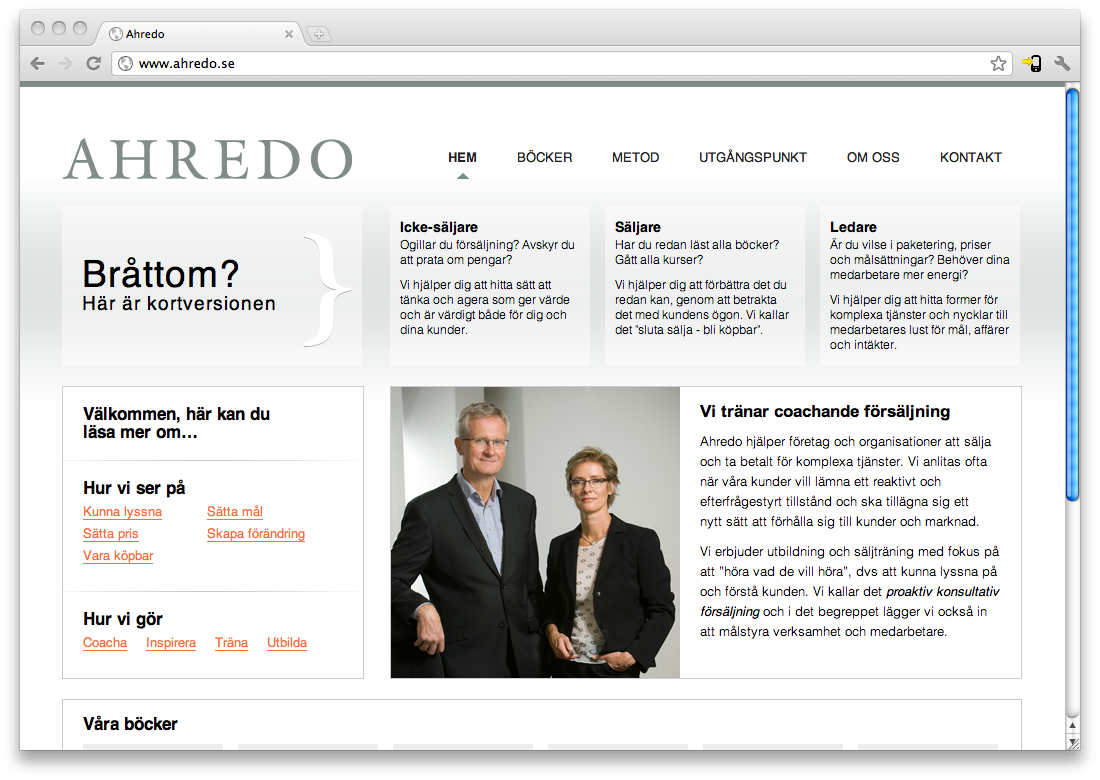 Ahredo
www.ahredo.se
AHREDO
HEM BÖCKER METOD UTGÅNGSPUNKT OM OSS KONTAKT
Bråttom?
Här är kortversionen
}
Icke-säljare
Ogillar du försäljning? Avskyr du
att prata om pengar?
Vi hjälper dig att hitta sätt att
tänka och agera som ger värde
och är värdigt både för dig och
dina kunder.
Säljare
Har du redan läst alla böcker?
Gått alla kurser?
Vi hjälper dig att förbättra det du
redan kan, genom att betrakta
det med kundens ögon. Vi kallar
det "sluta sälja - bli köpbar".
Ledare
Är du vilse i paketering, priser
och målsättningar? Behöver dina
medarbetare mer energi?
Vi hjälper dig att hitta former för
komplexa tjänster och nycklar till
medarbetares lust för mål, affärer
och intäkter.
Välkommen, här kan du
läsa mer om...
Hur vi ser på
Kunna lyssna Sätta mål
Sätta pris Skapa förändring
Vara köpbar
Hur vi gör
Coacha Inspirera Träna Utbilda
Vi tränar coachande försäljning
Ahredo hjälper företag och organisationer att sälja
och ta betalt för komplexa tjänster. Vi anlitas ofta
när våra kunder vill lämna ett reaktivt och
efterfrågestyrt tillstånd och ska tillägna sig ett
nytt sätt att förhålla sig till kunder och marknad.
Vi erbjuder utbildning och säljträning med fokus på
att "höra vad de vill höra", dvs att kunna lyssna på
och förstå kunden. Vi kallar det proaktiv konsultativ
försäljning och i det begreppet lägger vi också in
att målstyra verksamhet och medarbetare.
Våra böcker